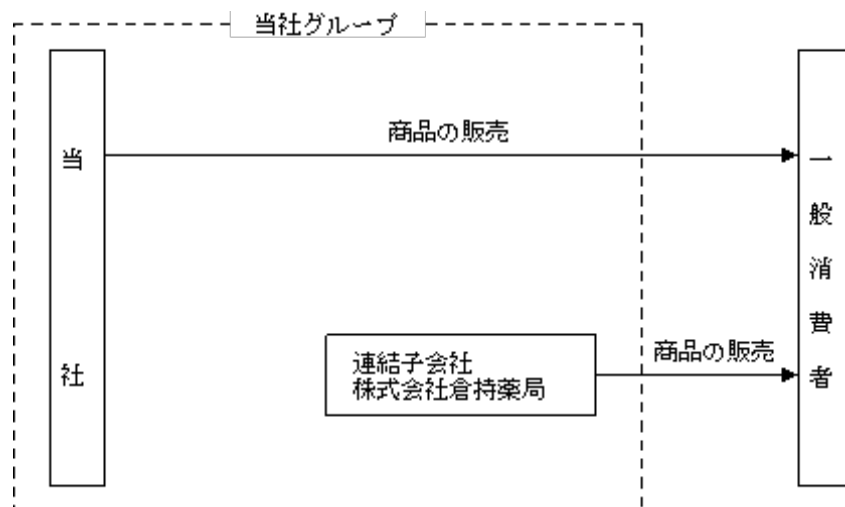 当社グループ
当社
商品の販売
一般消費者
連結子会社
株式会社倉持薬局
商品の販売